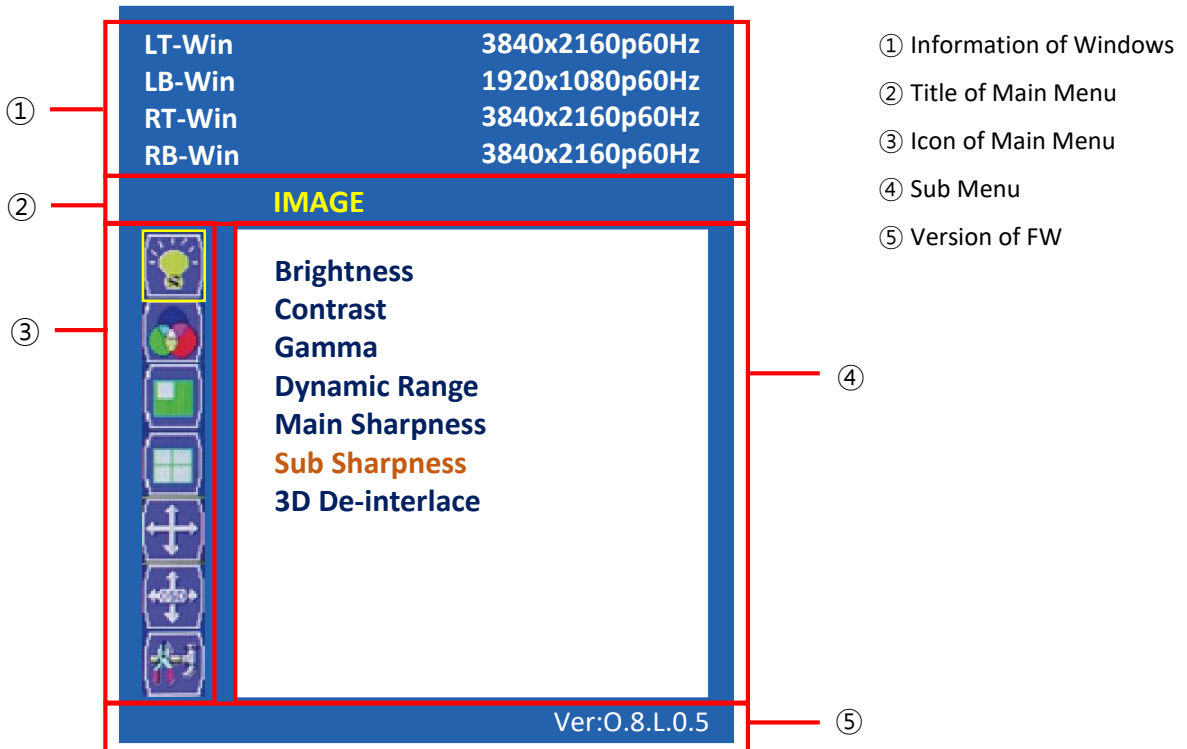 LT-Win 3840x2160p60Hz
LB-Win 1920x1080p60Hz
RT-Win 3840x2160p60Hz
RB-Win 3840x2160p60Hz
①
② IMAGE
③
Brightness
Contrast
Gamma
Dynamic Range
Main Sharpness
Sub Sharpness
3D De-interlace
④
S
Ver:O.8.L.0.5
⑤
① Information of Windows
② Title of Main Menu
③ Icon of Main Menu
④ Sub Menu
⑤ Version of FW